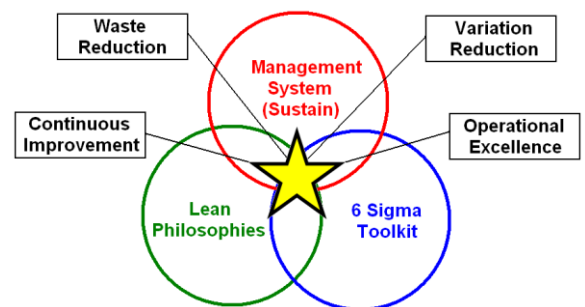 Waste
Reduction
Variation
Reduction
Management
System
(Sustain)
Continuous
Improvement
Operational
Excellence
Lean
Philosophies
6 Sigma
Toolkit